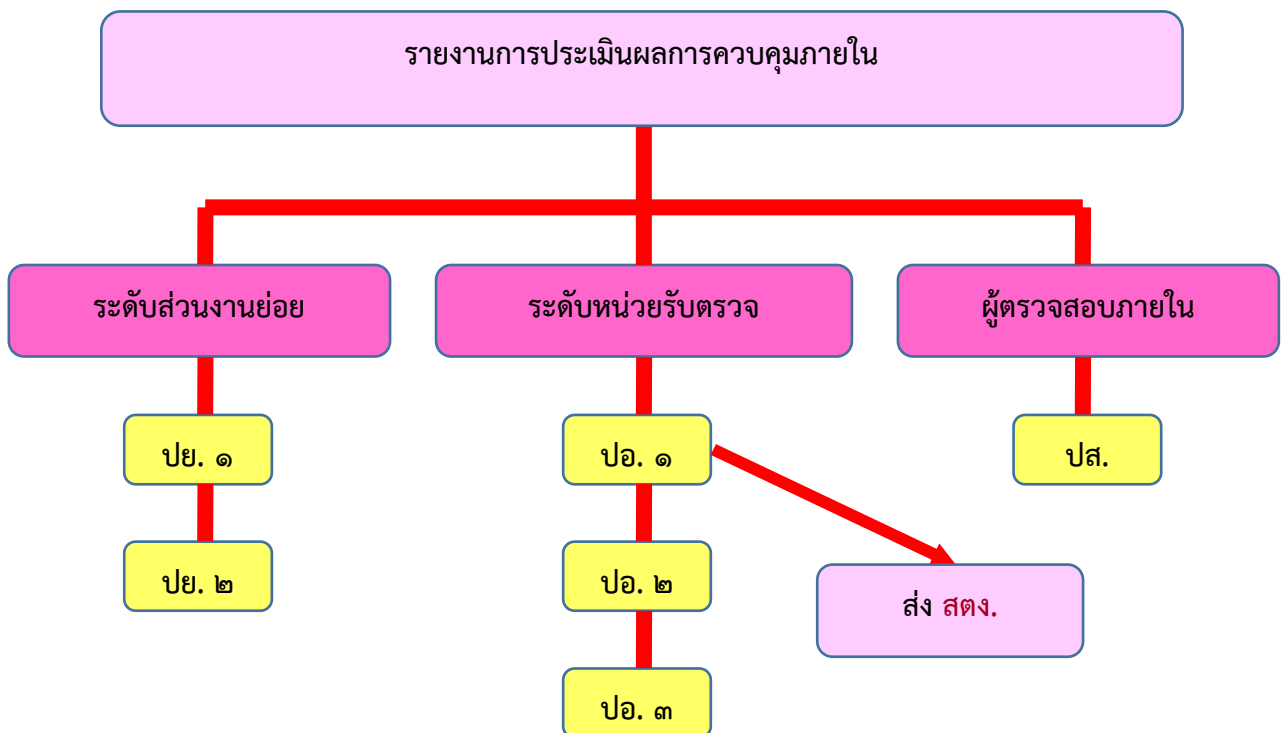 รายงานการประเมินผลการควบคุมภายใน
ระดับส่วนงานย่อย
ระดับหน่วยรับตรวจ
ผู้ตรวจสอบภายใน
ปย. ๑
ปอ. ๑
ปส.
ปย. ๒
ปอ. ๒
ส่ง สตง.
ปอ. ๓